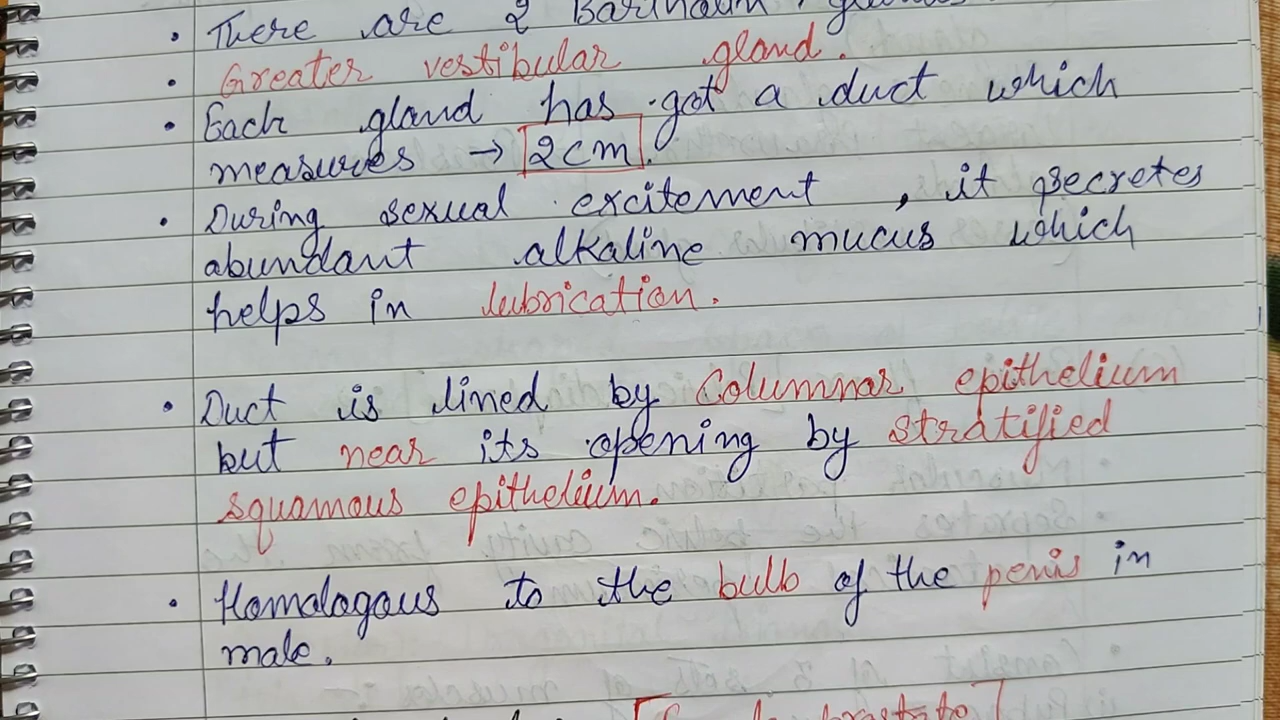 • There are 2 Bartholin's glands
• Greater vestibular gland.
• Each gland has got a duct which
measures → 2cm.
• During sexual excitement, it secretes
abundant alkaline mucus which
helps in lubrication.
• Duct is lined by Columnar epithelium
but near its opening by stratified
squamous epithelium.
• Homologous to the bulb of the penis in
male.